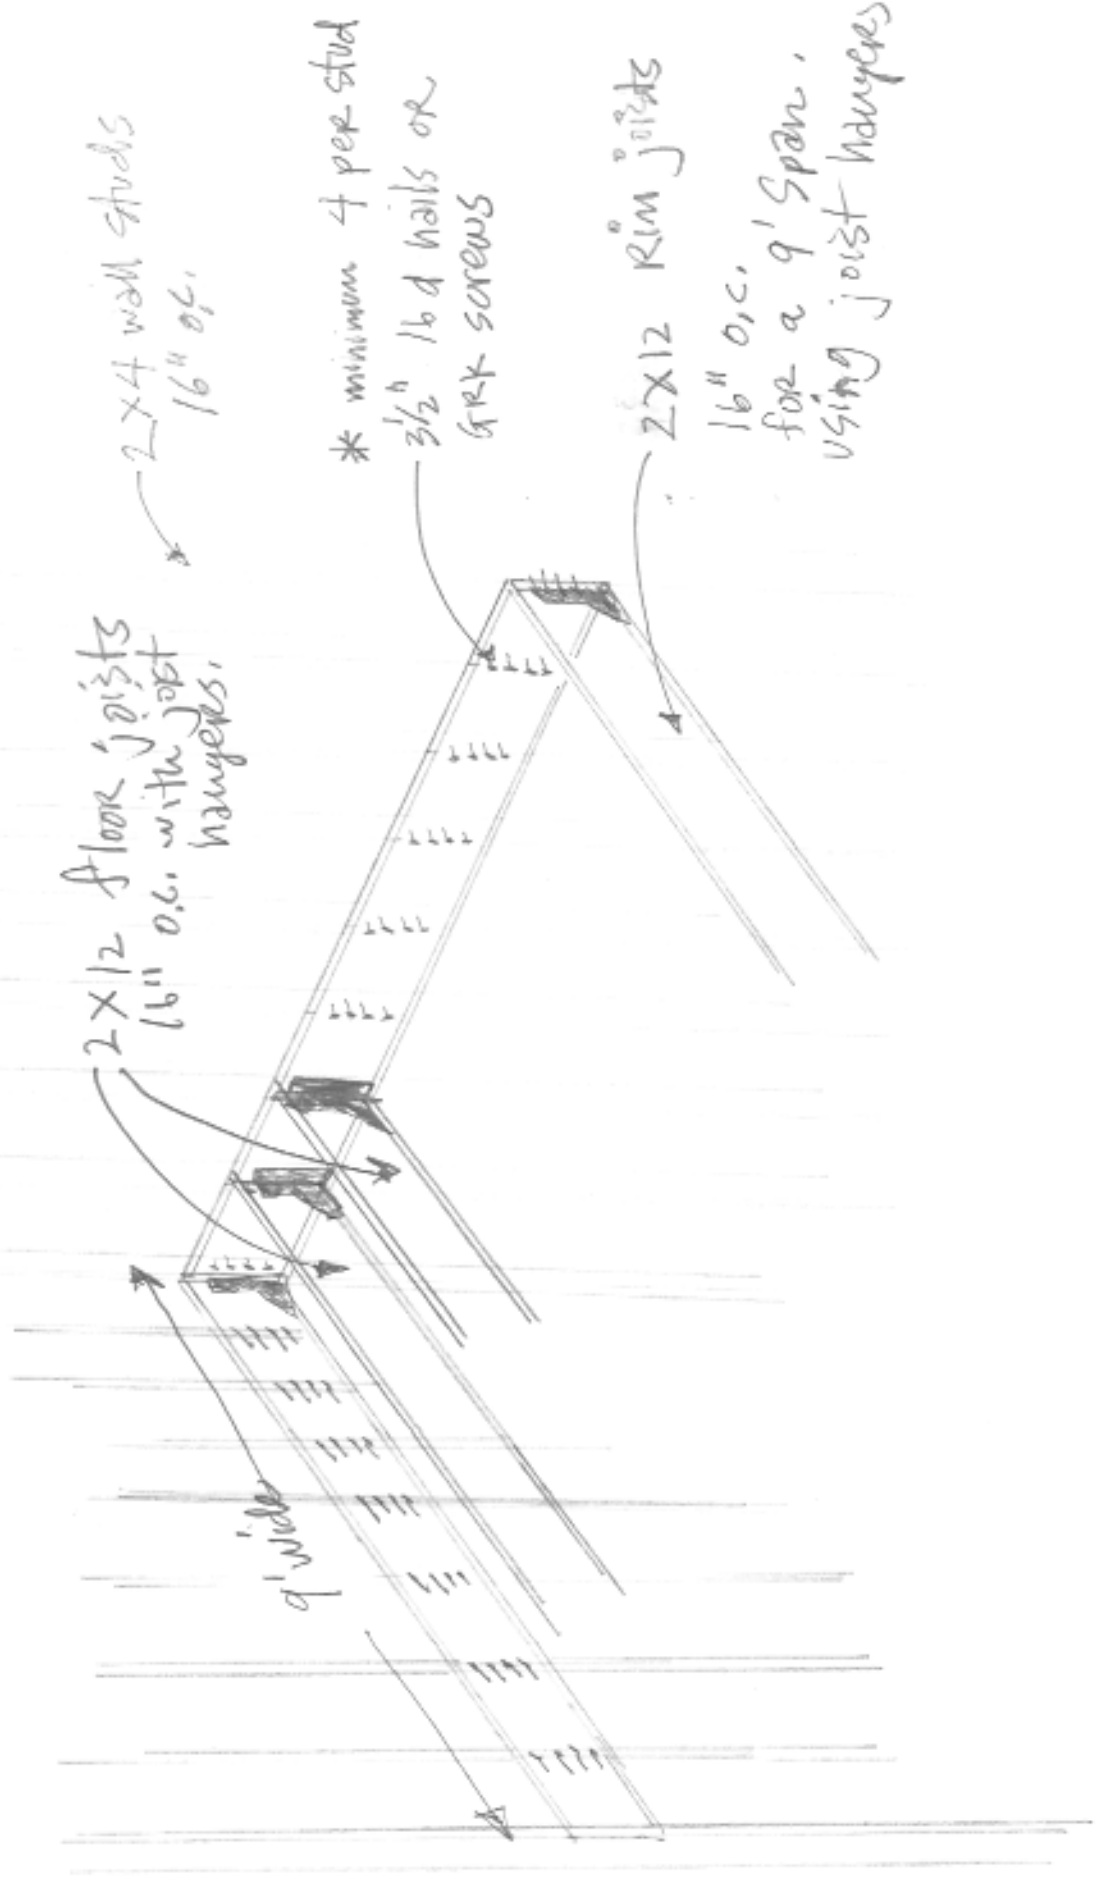 2x12 floor joists
16" o.c. with joist
hangers.
2x4 wall studs
16" o.c.
* minimum 4 per stud
3½" 16d nails or
GRK screws
2x12 Rim joists
16" o.c.
for a 9' span.
using joist hangers
9' wide